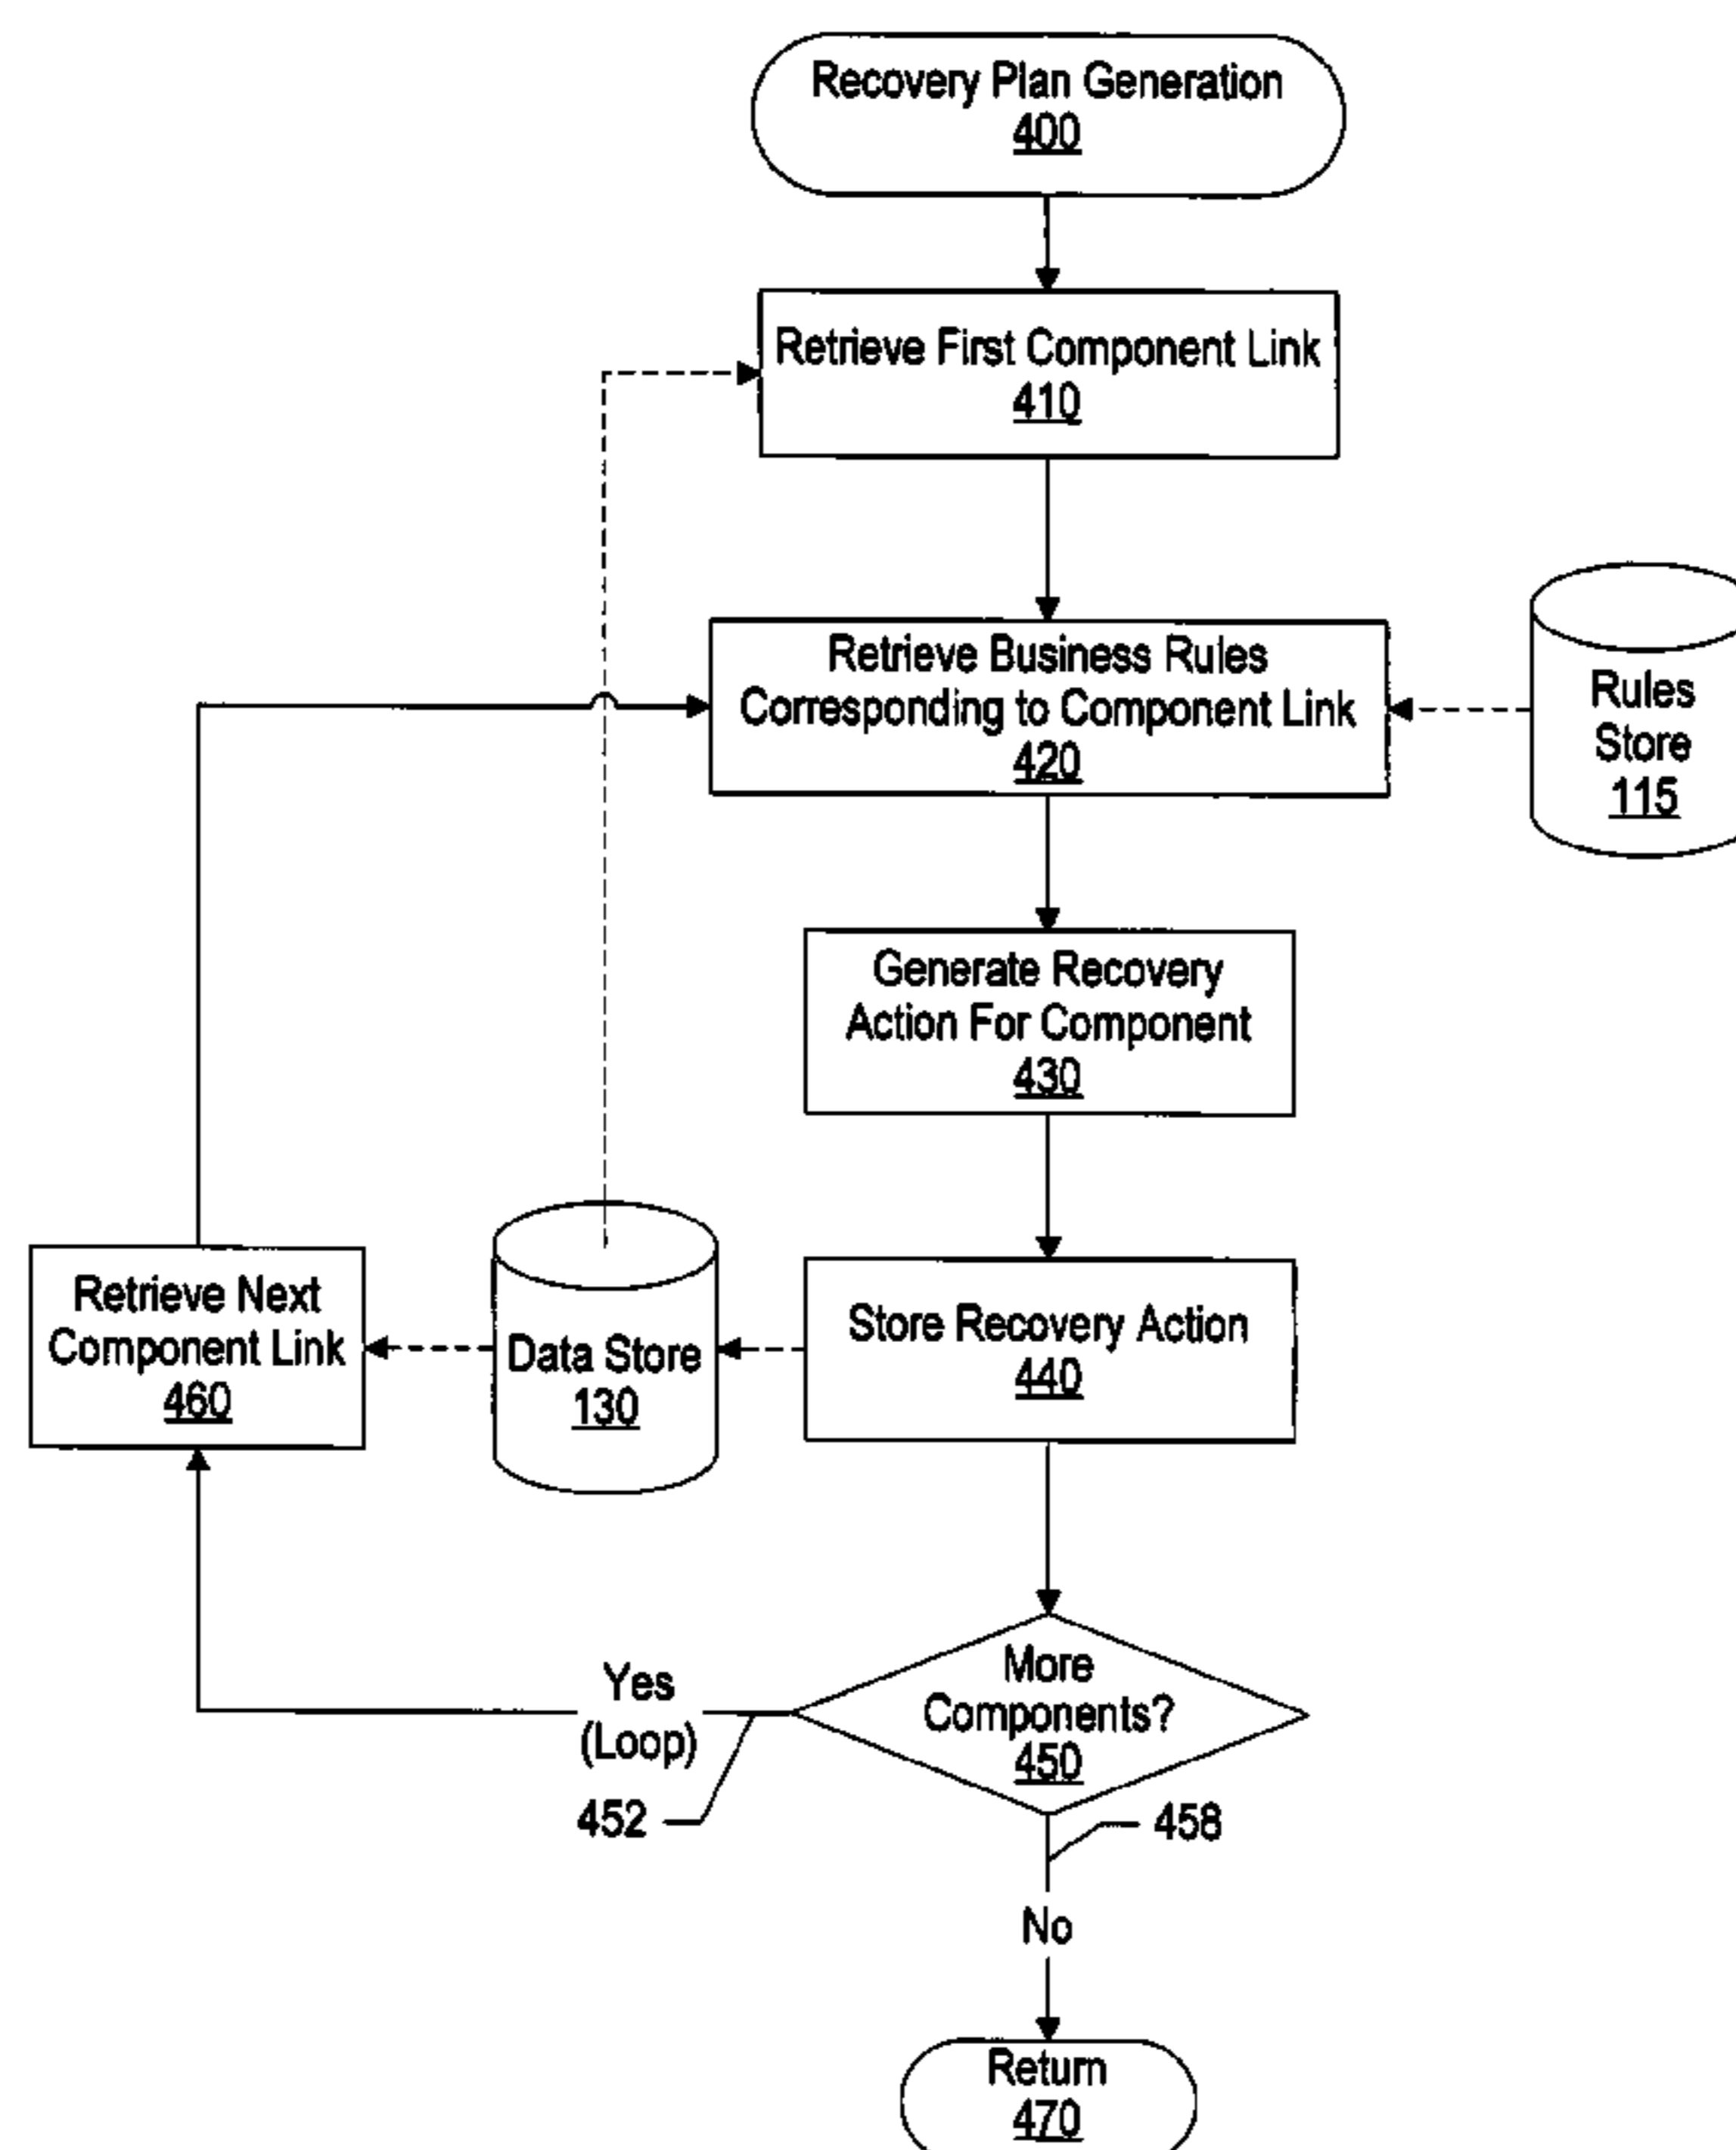 Recovery Plan Generation
400
Retrieve First Component Link
410
Retrieve Business Rules
Corresponding to Component Link
420
Rules
Store
115
Generate Recovery
Action For Component
430
Retrieve Next
Component Link
460
Data Store
130
Store Recovery Action
440
More
Components?
450
Yes
(Loop)
452
458
No
Return
470